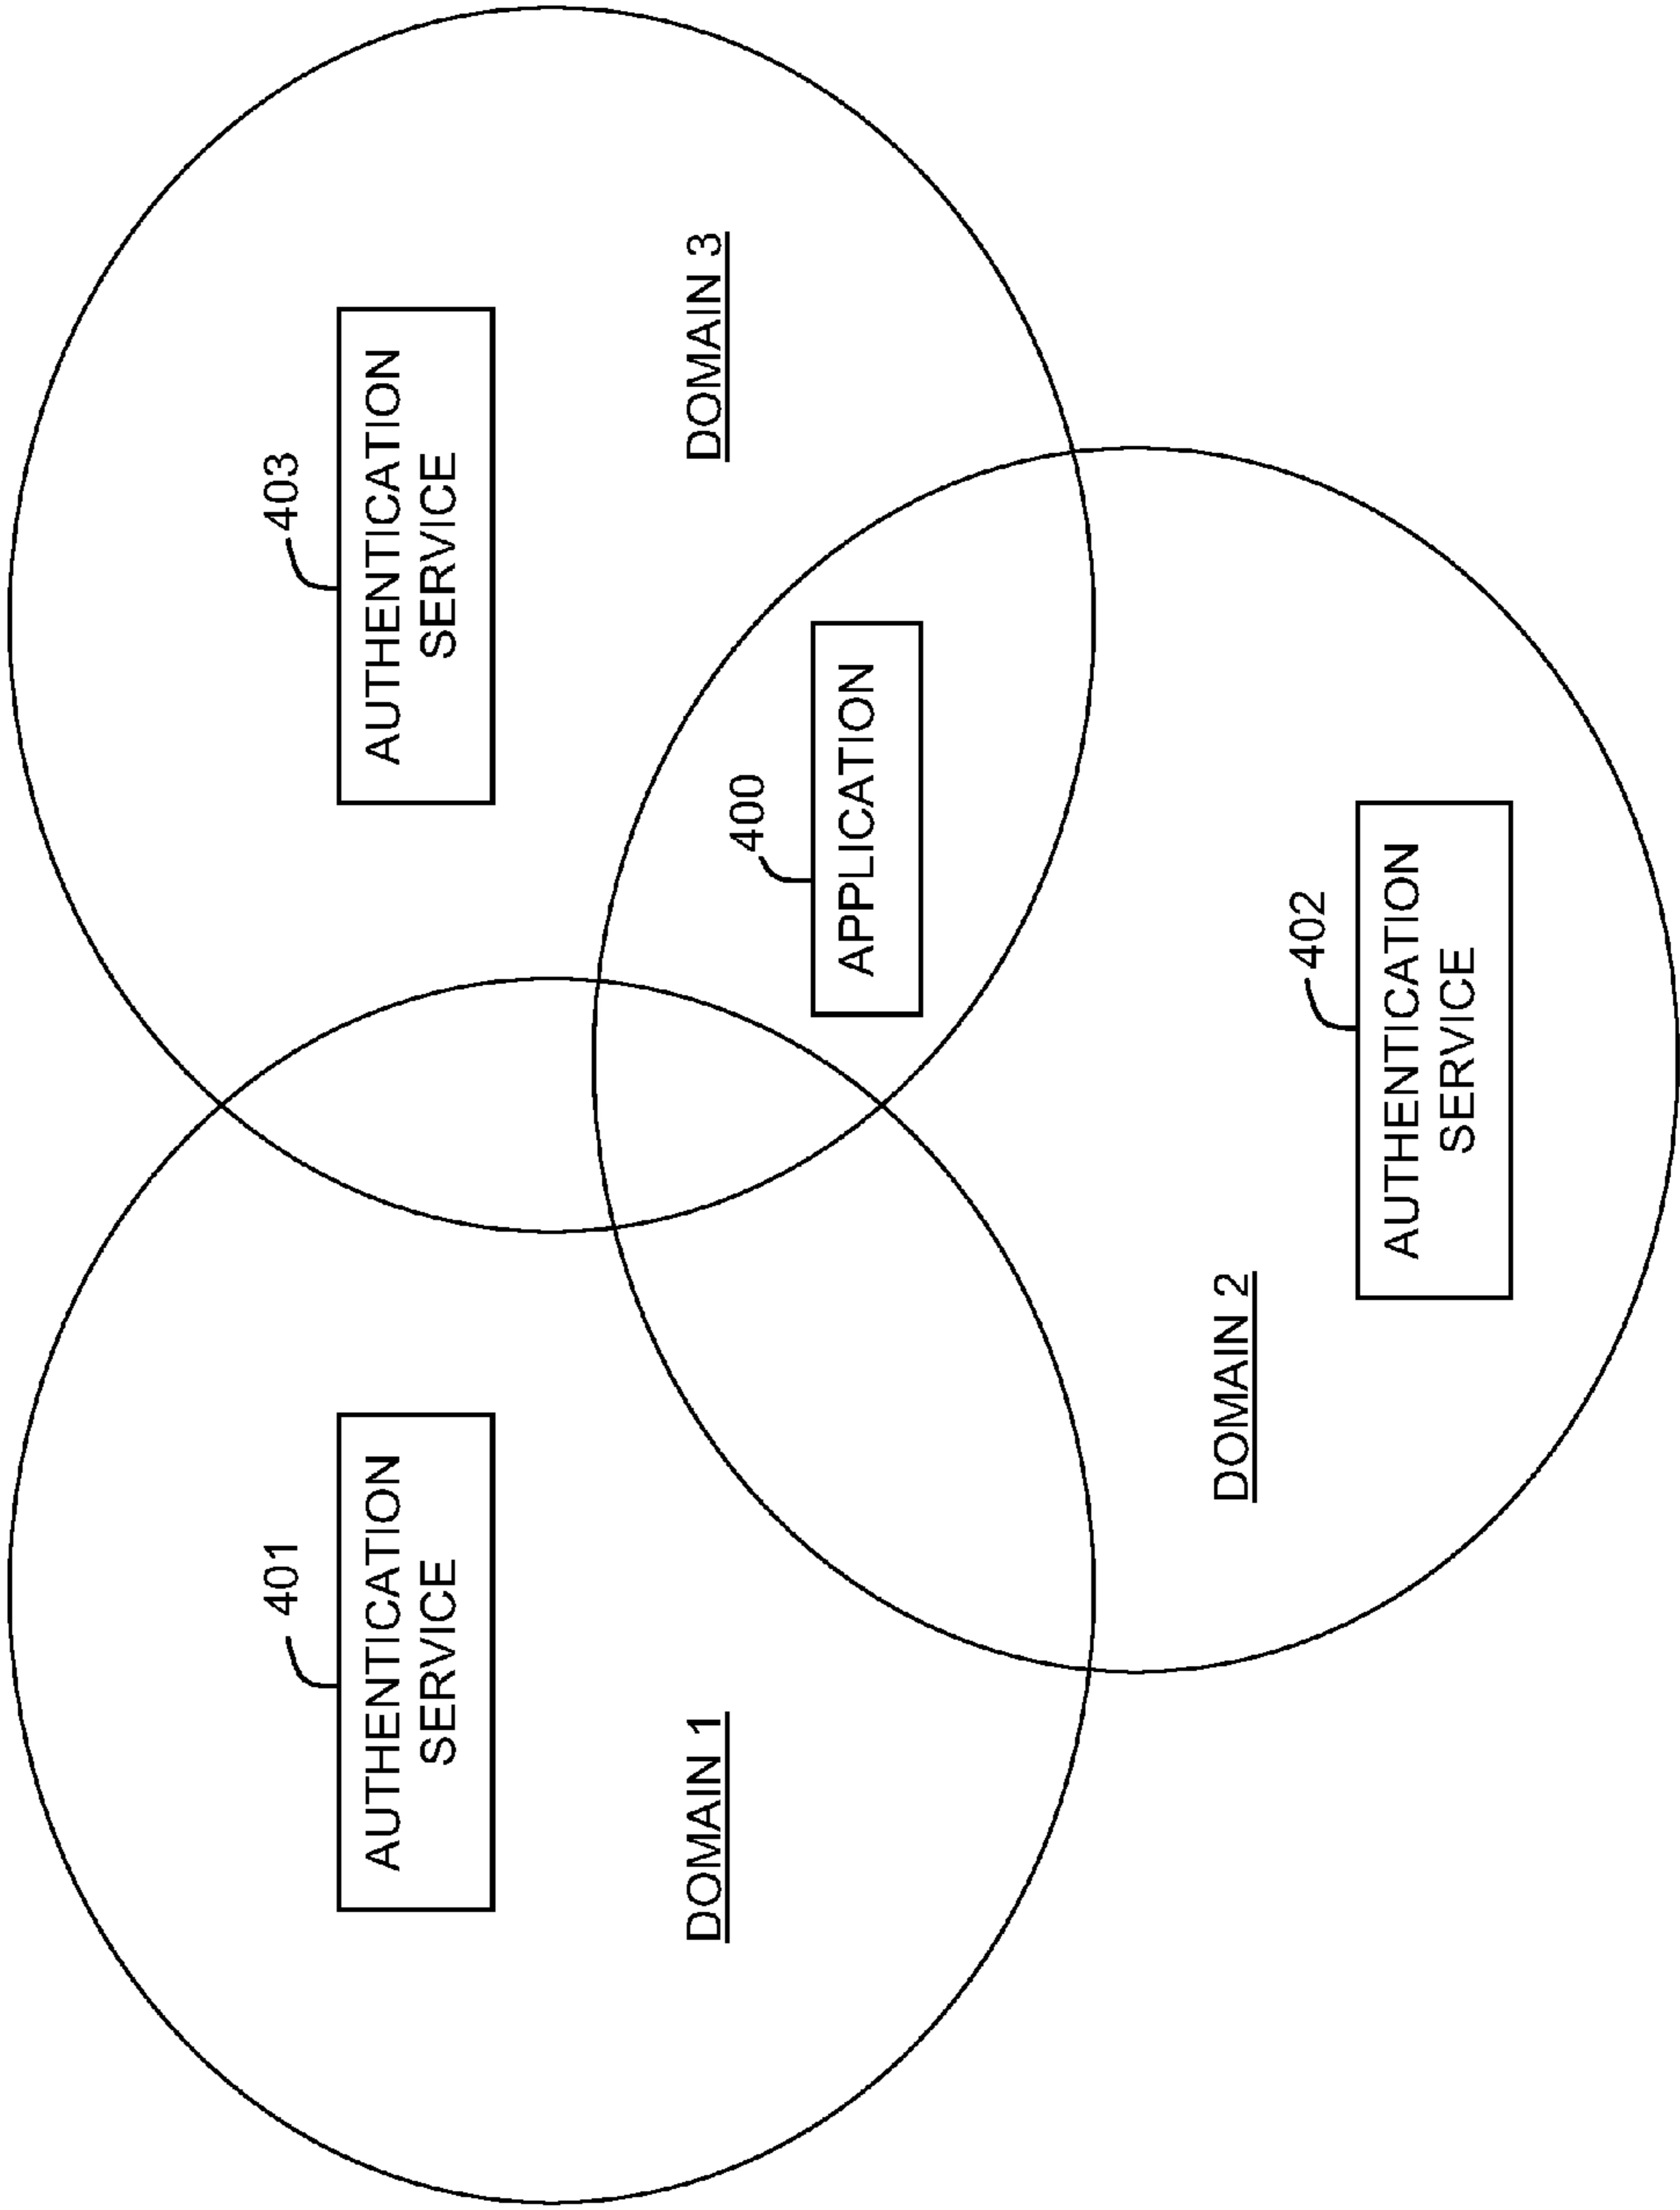 401
AUTHENTICATION
SERVICE
DOMAIN 1
403
AUTHENTICATION
SERVICE
DOMAIN 3
400
APPLICATION
DOMAIN 2
402
AUTHENTICATION
SERVICE